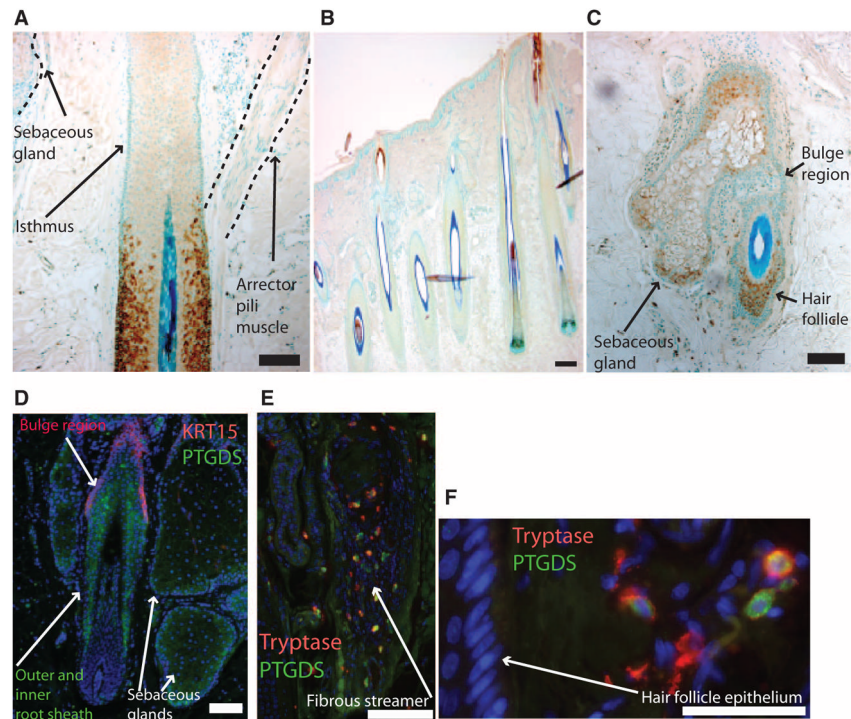 A
Sebaceous
gland
Isthmus
Arrector
pili
muscle
B
C
Bulge
region
Hair
follicle
Sebaceous
gland
D
Bulge region
KRT15
PTGDS
Outer and
inner
root sheath
Sebaceous
glands
E
Tryptase
PTGDS
Fibrous streamer
F
Tryptase
PTGDS
Hair follicle epithelium